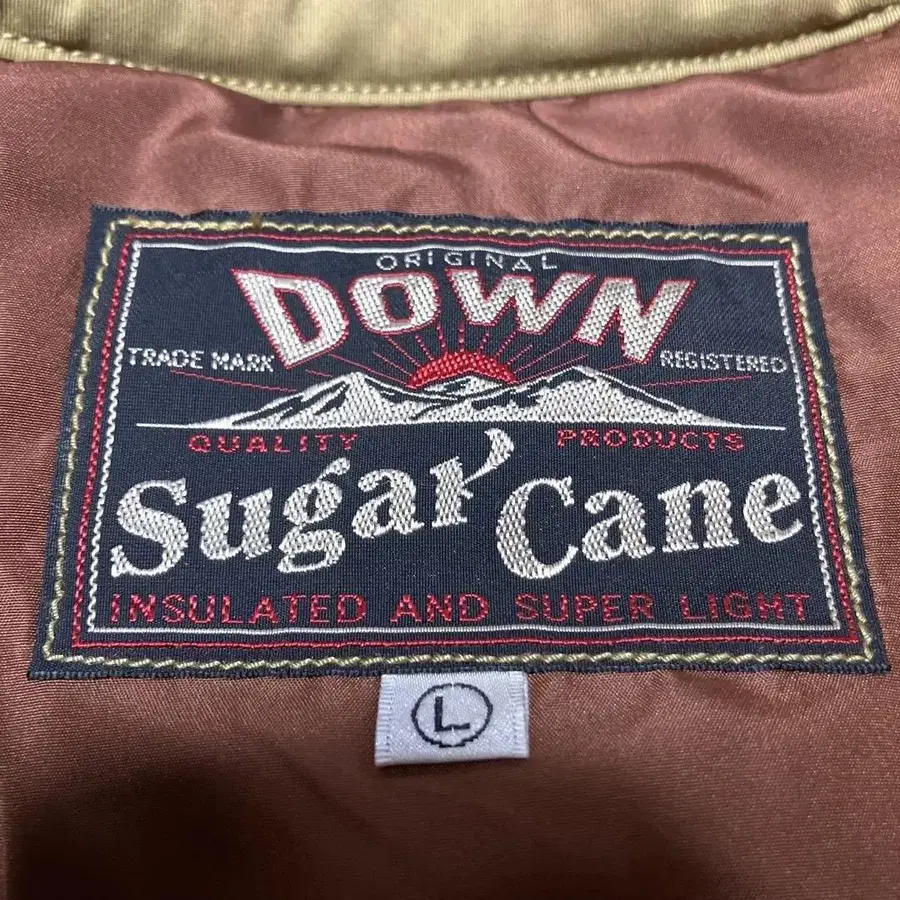 ORIGINAL
DOWN
TRADE MARK REGISTERED
QUALITY PRODUCTS
Sugar Cane
INSULATED AND SUPER LIGHT
L